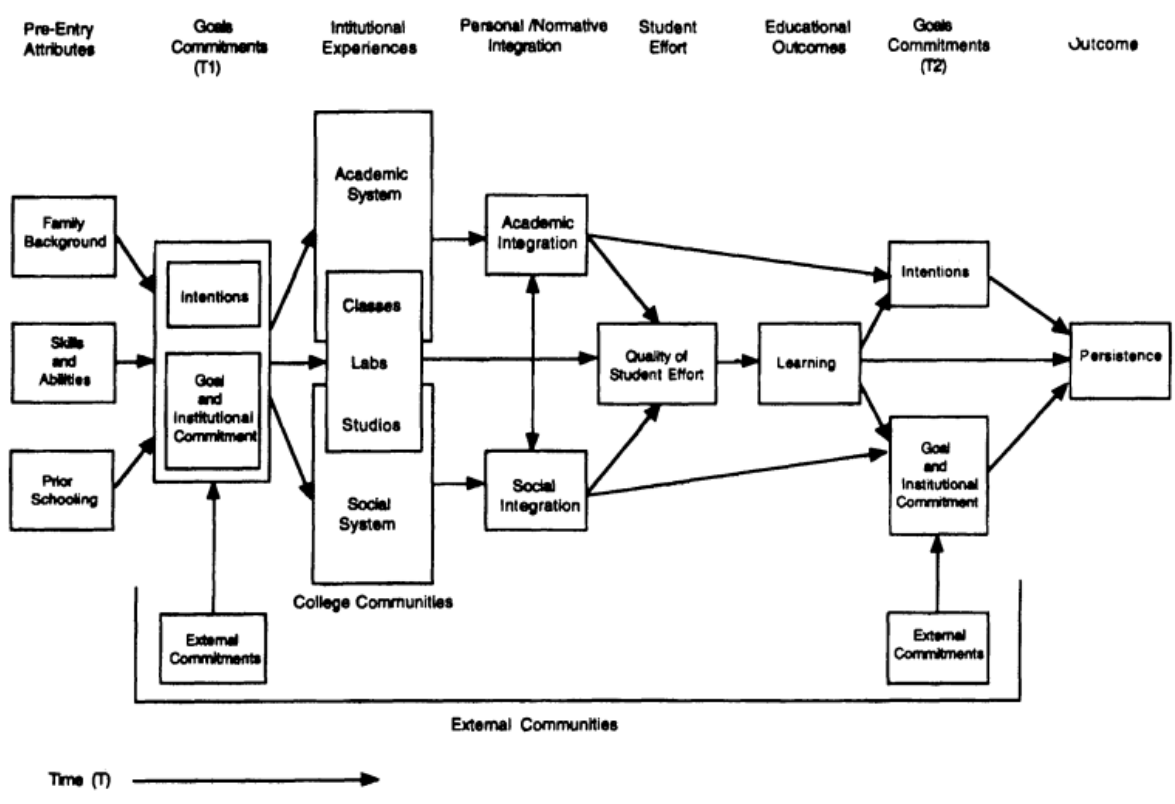 Pre-Entry
Attributes
Goals
Commitments
(T1)
Intitutional
Experiences
Personal /Normative
Integration
Student
Effort
Educational
Outcomes
Goals
Commitments
(T2)
Outcome
Academic
System
Family
Background
Academic
Integration
Intentions
Intentions
Classes
Skills
and
Abilities
Labs
Quality of
Student Effort
Learning
Persistence
Goal
and
Institutional
Commitment
Studios
Prior
Schooling
Social
System
Social
Integration
Goal
and
Institutional
Commitment
College Communities
External
Commitments
External
Commitments
External Communities
Time (T)